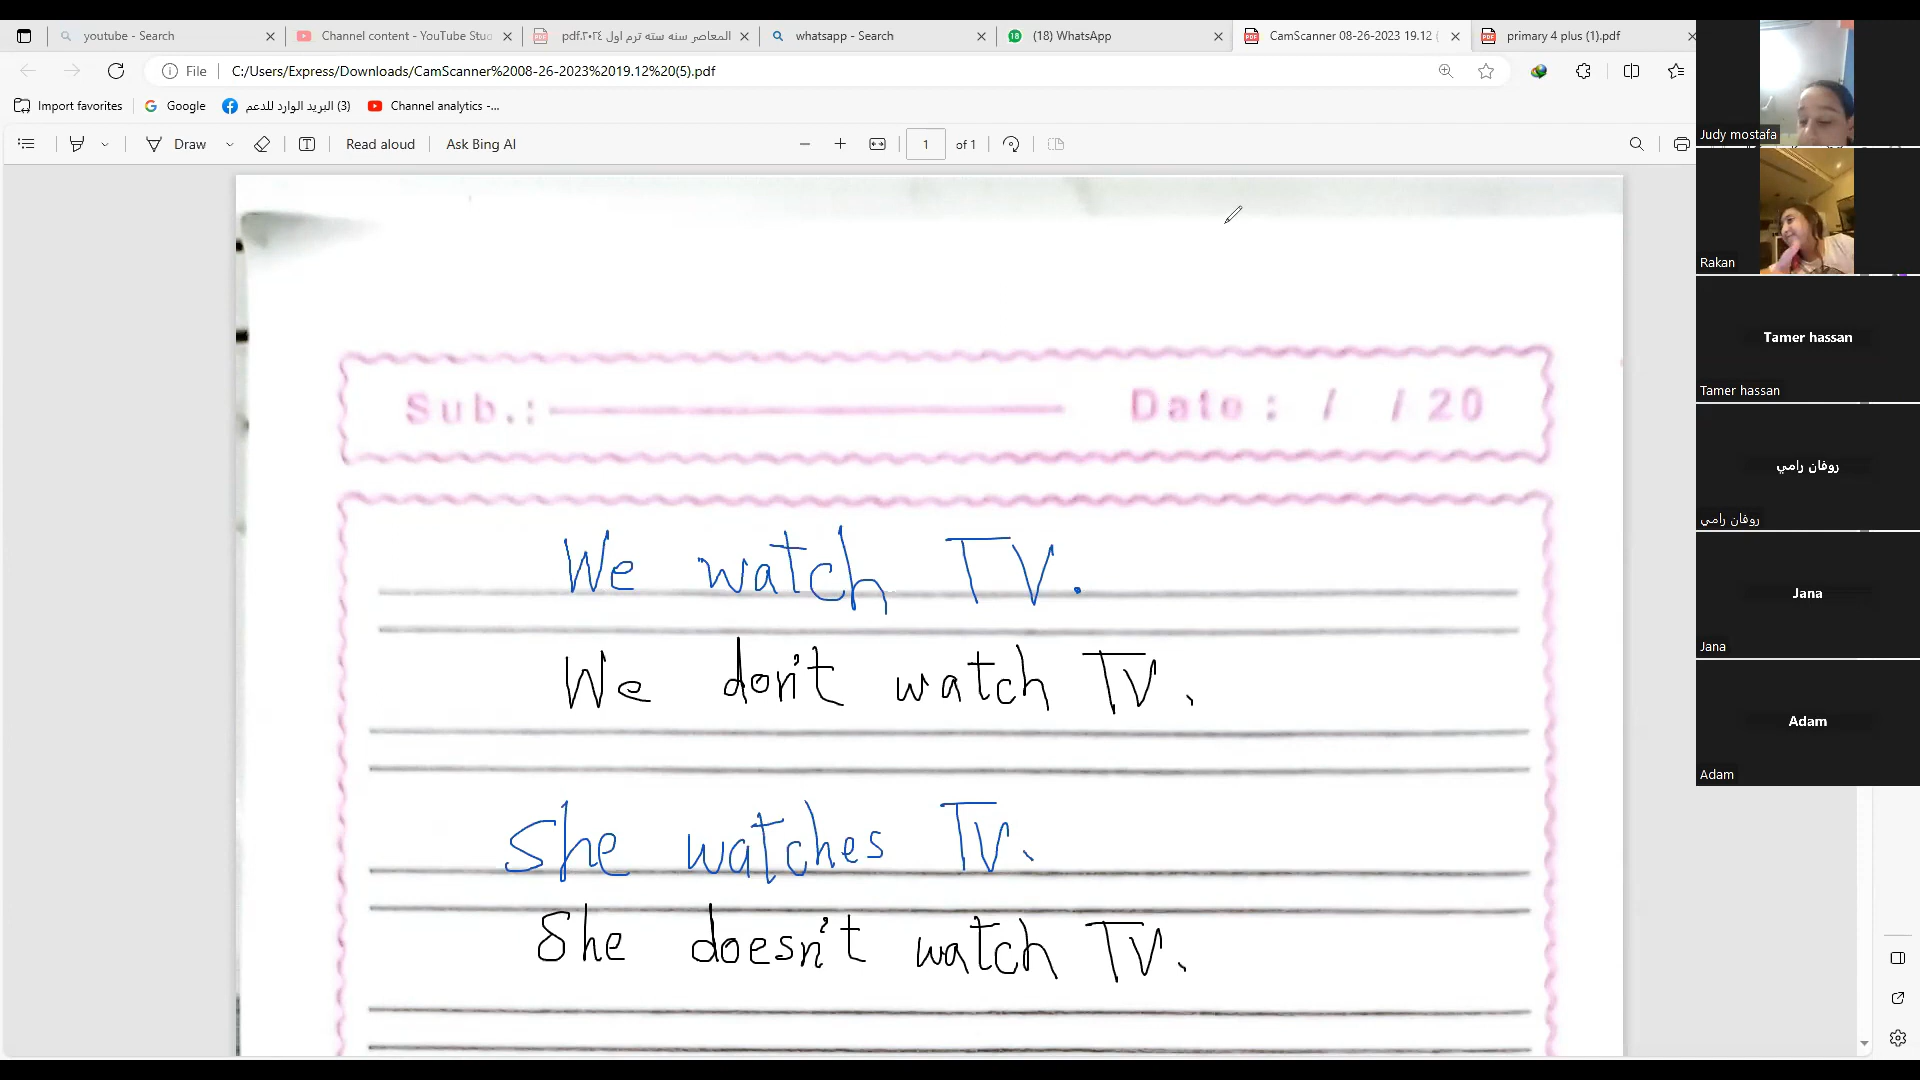 youtube - Search
Channel content - YouTube Stud
المعاصر سنه سته ترم اول ٢٠٢٤.pdf
whatsapp - Search
(18) WhatsApp
CamScanner 08-26-2023 19.12 (
primary 4 plus (1).pdf
File
C:/Users/Express/Downloads/CamScanner%2008-26-2023%2019.12%20(5).pdf
Import favorites
Google
(3) البريد الوارد للدعم
Channel analytics -...
Draw
Read aloud
Ask Bing AI
1
of 1
Sub.:
Date : / / 20
We watch TV.
We don't watch TV.
She watches TV.
She doesn't watch TV.
Judy mostafa
Rakan
Tamer hassan
Tamer hassan
روفان رامي
روفان رامي
Jana
Jana
Adam
Adam